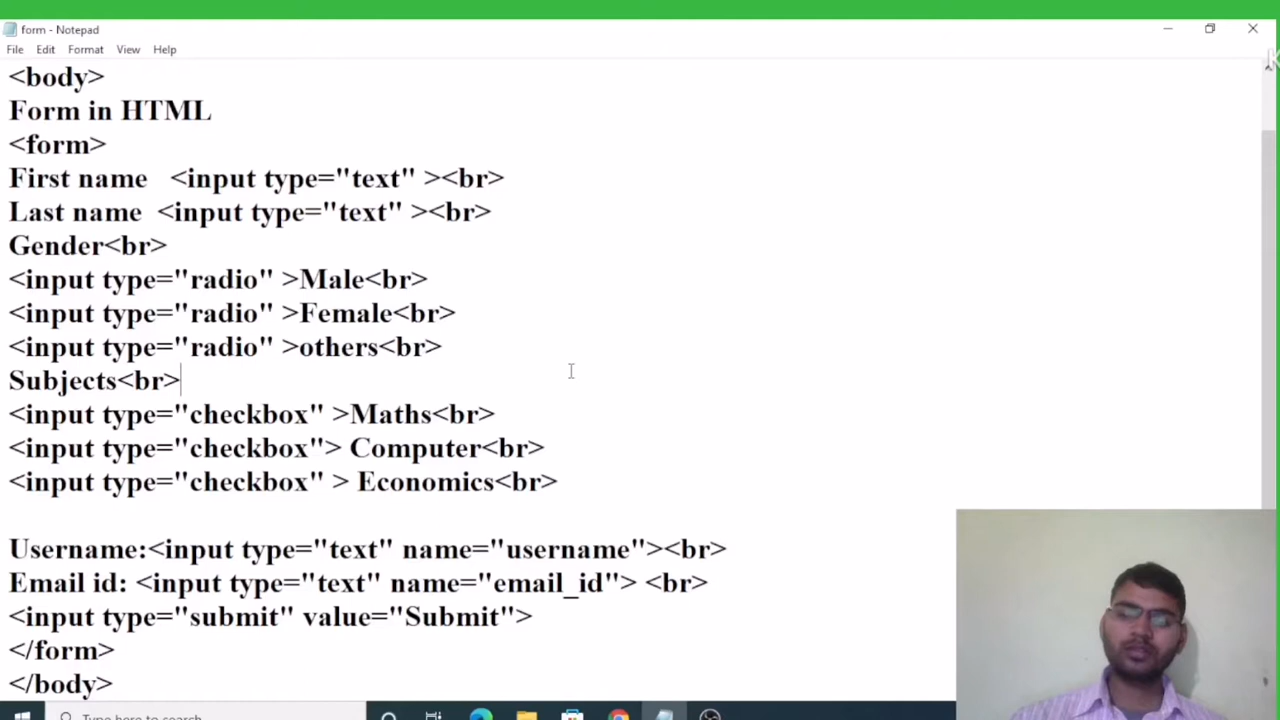 form - Notepad
File Edit Format View Help
<body>
Form in HTML
<form>
First name   <input type="text" ><br>
Last name  <input type="text" ><br>
Gender<br>
<input type="radio" >Male<br>
<input type="radio" >Female<br>
<input type="radio" >others<br>
Subjects<br>
<input type="checkbox" >Maths<br>
<input type="checkbox"> Computer<br>
<input type="checkbox" > Economics<br>

Username:<input type="text" name="username"><br>
Email id: <input type="text" name="email_id"> <br>
<input type="submit" value="Submit">
</form>
</body>
Type here to search